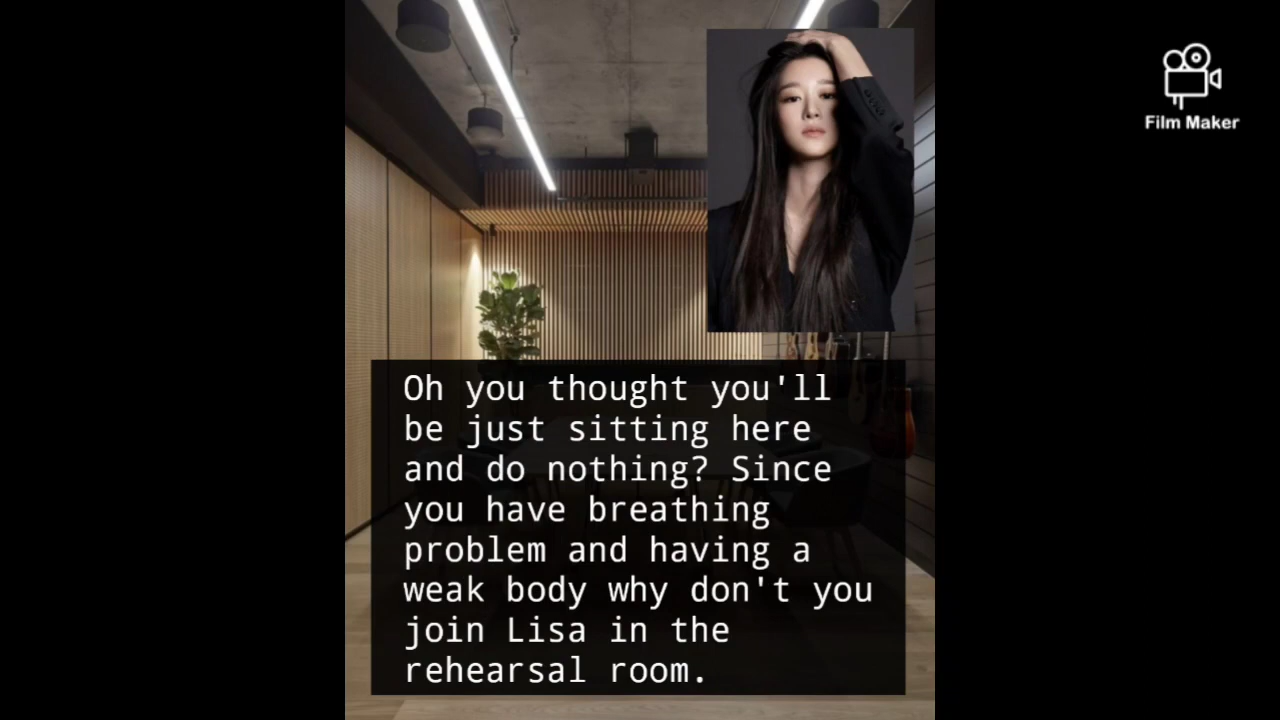 Film Maker
Oh you thought you'll
be just sitting here
and do nothing? Since
you have breathing
problem and having a
weak body why don't you
join Lisa in the
rehearsal room.